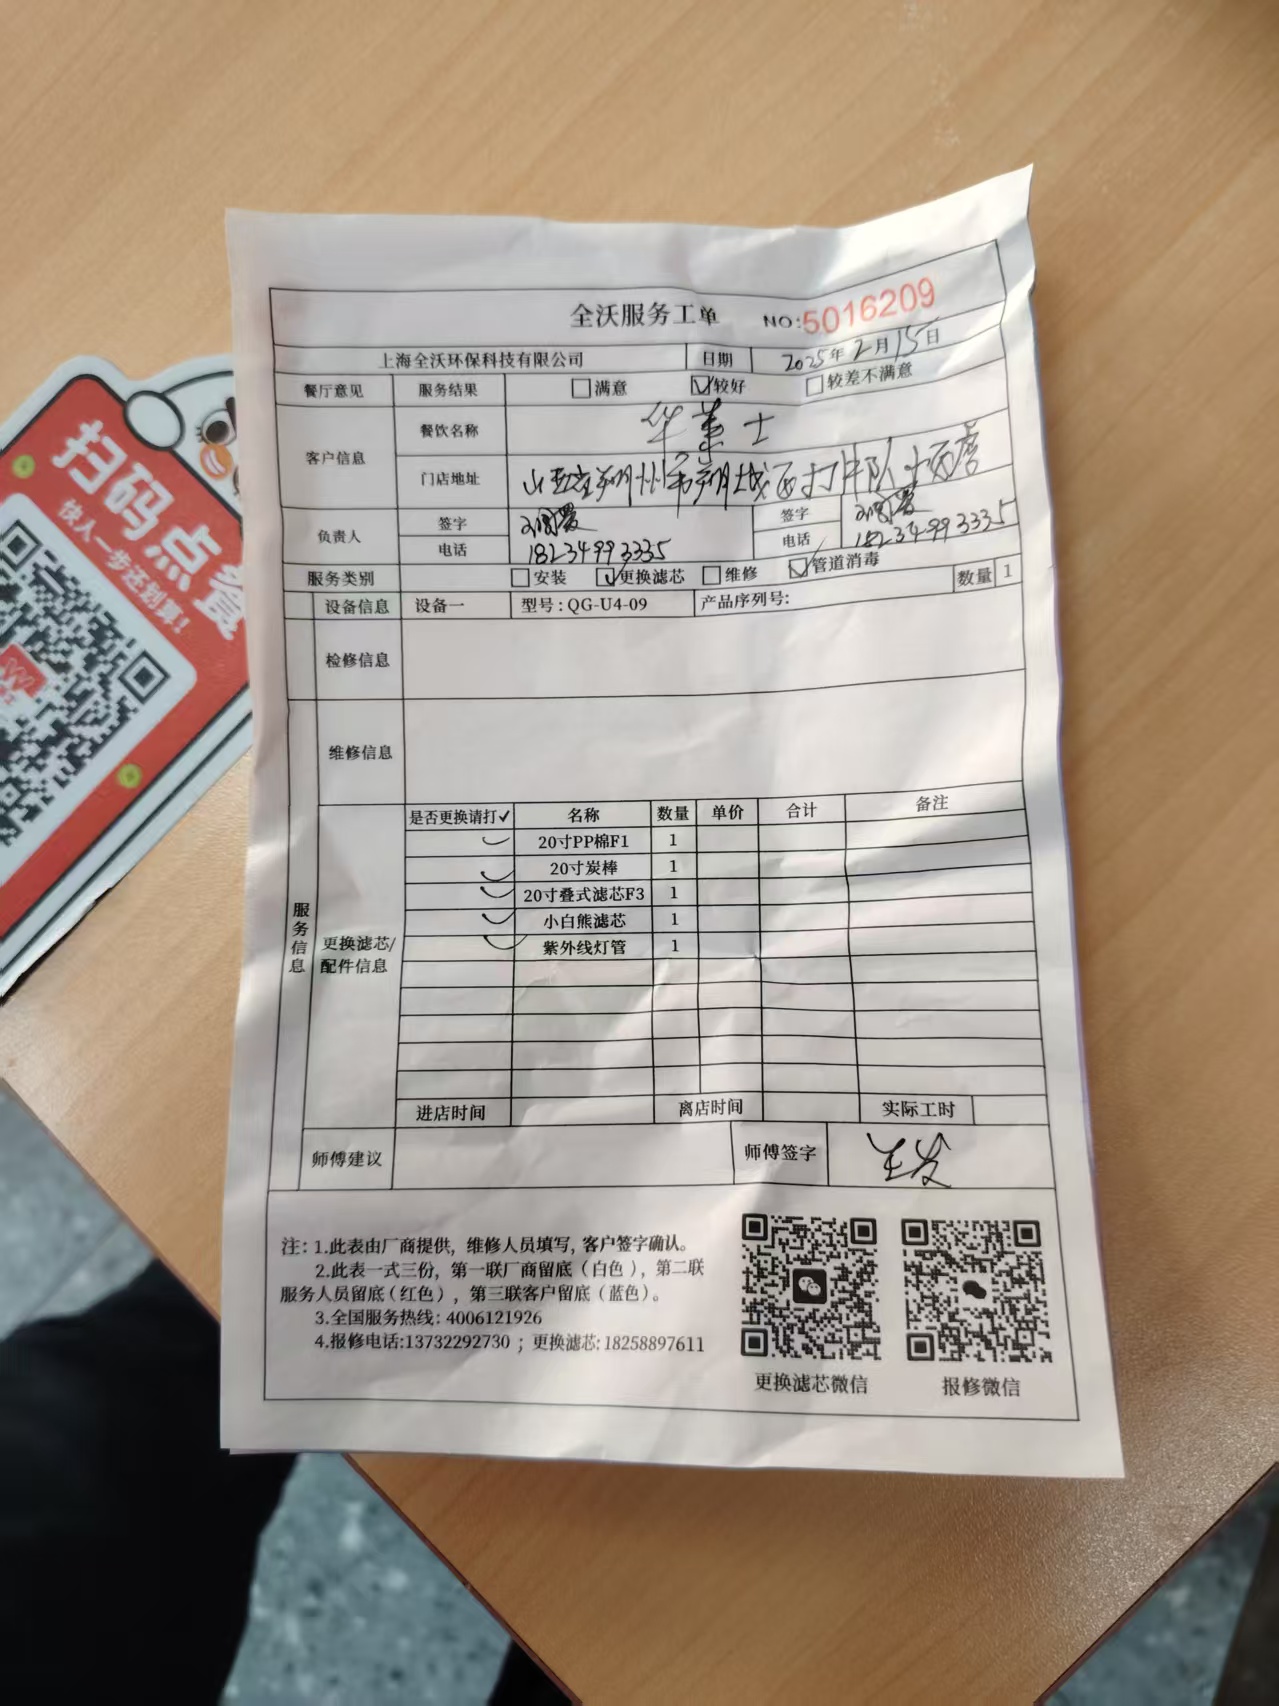 全沃服务工单 NO:5016209
上海全沃环保科技有限公司 日期 2025年2月15日
餐厅意见 服务结果 满意 较好 较差不满意
客户信息 餐饮名称 华莱士
门店地址 山西省朔州市朔城区
负责人 签字 签字
电话 18234993335 电话 18234993335
服务类别 安装 更换滤芯 维修 管道消毒 数量 1
设备信息 设备一 型号:QG-U4-09 产品序列号:
检修信息
维修信息
服务信息
更换滤芯/配件信息
是否更换请打✓ 名称 数量 单价 合计 备注
✓ 20寸PP棉F1 1
✓ 20寸炭棒 1
✓ 20寸叠式滤芯F3 1
✓ 小白熊滤芯 1
✓ 紫外线灯管 1
进店时间 离店时间 实际工时
师傅建议 师傅签字
注：1.此表由厂商提供，维修人员填写，客户签字确认。
2.此表一式三份，第一联厂商留底（白色），第二联
服务人员留底（红色），第三联客户留底（蓝色）。
3.全国服务热线：4006121926
4.报修电话:13732292730 ；更换滤芯: 18258897611
更换滤芯微信 报修微信
扫码点餐
快人一步还划算！